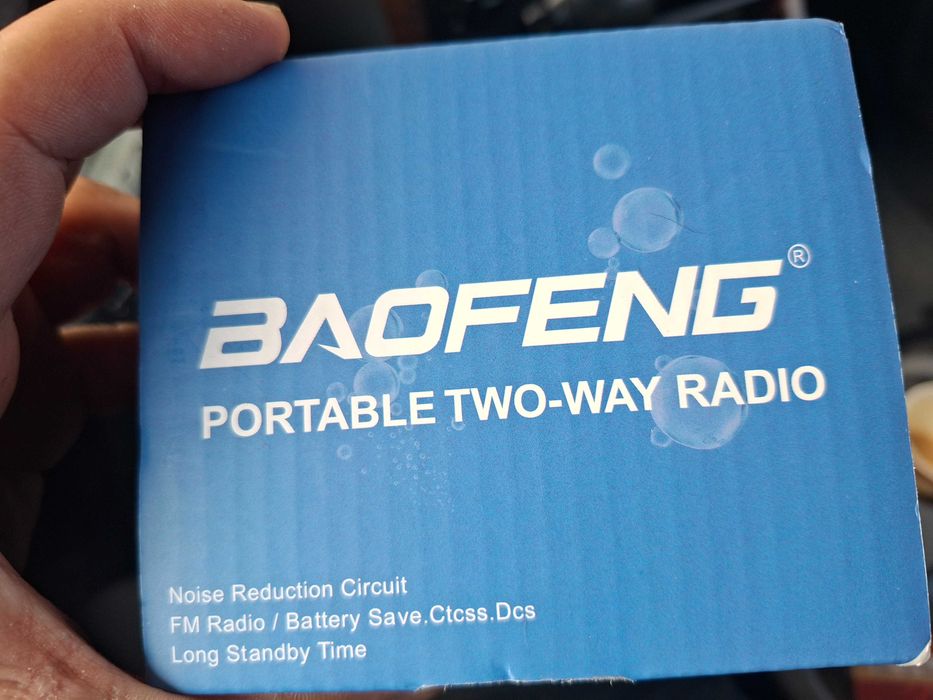 BAOFENG®
PORTABLE TWO-WAY RADIO
Noise Reduction Circuit
FM Radio / Battery Save.Ctcss.Dcs
Long Standby Time